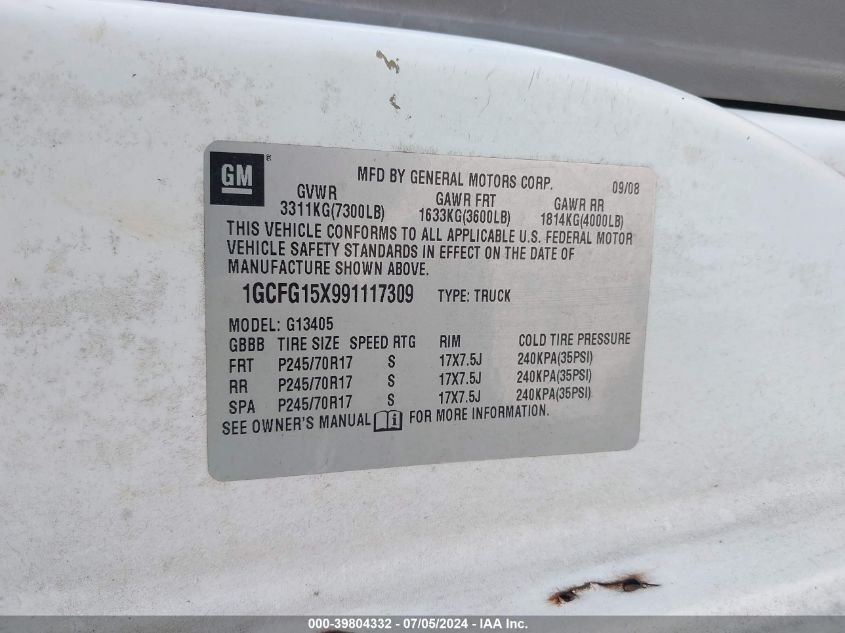 GM ® MFD BY GENERAL MOTORS CORP. 09/08
GVWR GAWR FRT GAWR RR
3311KG(7300LB) 1633KG(3600LB) 1814KG(4000LB)
THIS VEHICLE CONFORMS TO ALL APPLICABLE U.S. FEDERAL MOTOR
VEHICLE SAFETY STANDARDS IN EFFECT ON THE DATE OF
MANUFACTURE SHOWN ABOVE.
1GCFG15X991117309 TYPE: TRUCK
MODEL: G13405
GBBB TIRE SIZE SPEED RTG RIM COLD TIRE PRESSURE
FRT P245/70R17 S 17X7.5J 240KPA(35PSI)
RR P245/70R17 S 17X7.5J 240KPA(35PSI)
SPA P245/70R17 S 17X7.5J 240KPA(35PSI)
SEE OWNER'S MANUAL i FOR MORE INFORMATION.
000-39804332 - 07/05/2024 - IAA Inc.